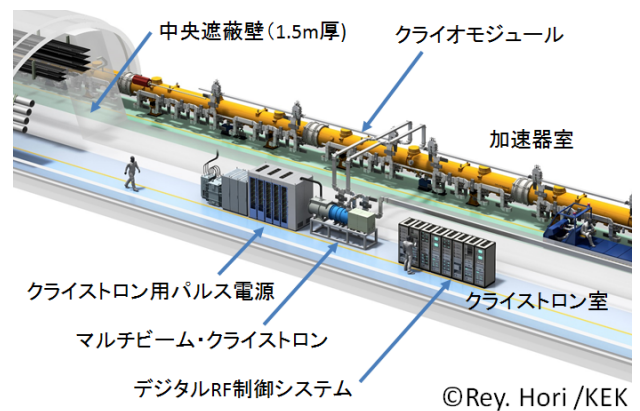 中央遮蔽壁(1.5m厚)
クライオモジュール
加速器室
クライストロン用パルス電源
クライストロン室
マルチビーム・クライストロン
デジタルRF制御システム
©Rey. Hori /KEK